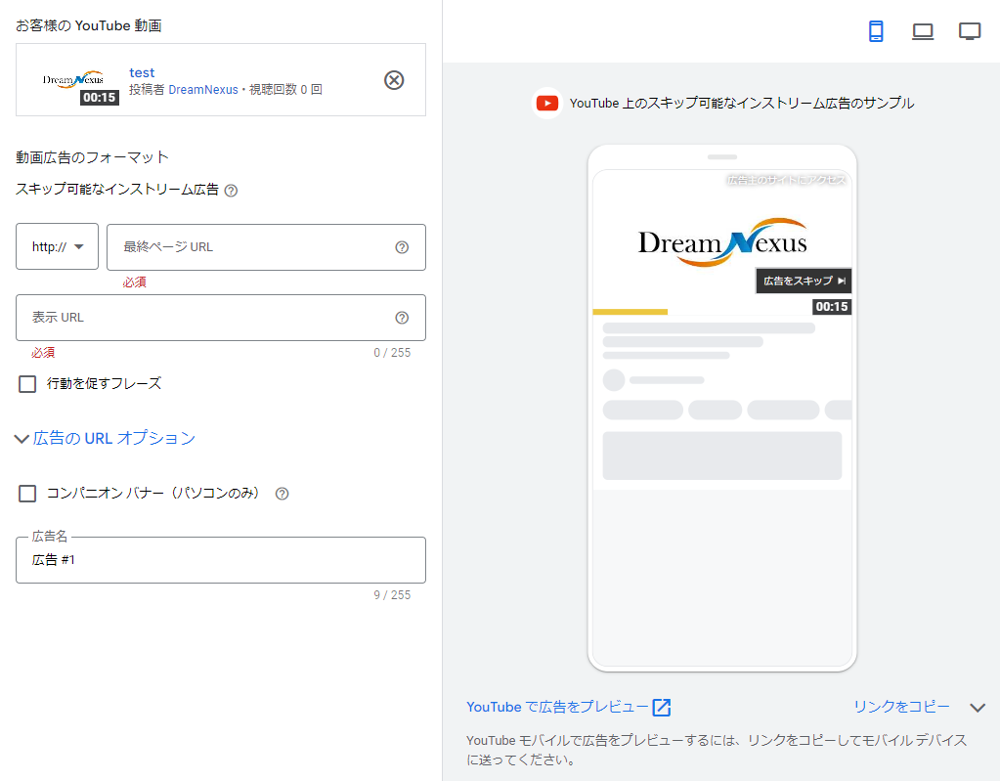 お客様の YouTube 動画
Dream Nexus
00:15
test
投稿者 DreamNexus • 視聴回数 0 回
動画広告のフォーマット
スキップ可能なインストリーム広告
http://
最終ページ URL
必須
表示 URL
必須
0 / 255
行動を促すフレーズ
広告の URL オプション
コンパニオン バナー（パソコンのみ）
広告名
広告 #1
9 / 255
YouTube 上のスキップ可能なインストリーム広告のサンプル
広告主のサイトにアクセス
Dream Nexus
広告をスキップ
00:15
YouTube で広告をプレビュー
リンクをコピー
YouTube モバイルで広告をプレビューするには、リンクをコピーしてモバイル デバイス
に送ってください。